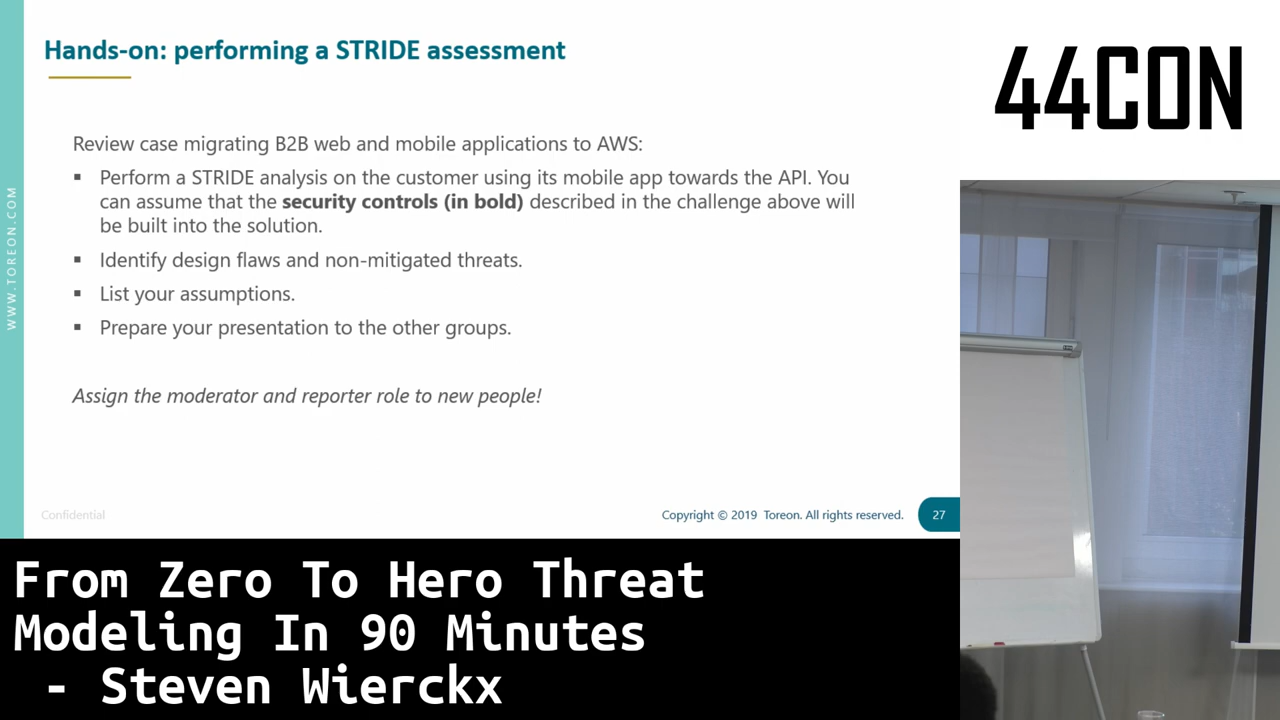 Hands-on: performing a STRIDE assessment
44CON
Review case migrating B2B web and mobile applications to AWS:
▪ Perform a STRIDE analysis on the customer using its mobile app towards the API. You
can assume that the security controls (in bold) described in the challenge above will
be built into the solution.
▪ Identify design flaws and non-mitigated threats.
▪ List your assumptions.
▪ Prepare your presentation to the other groups.
Assign the moderator and reporter role to new people!
WWW.TOREON.COM
Confidential
Copyright © 2019 Toreon. All rights reserved.
27
From Zero To Hero Threat
Modeling In 90 Minutes
- Steven Wierckx